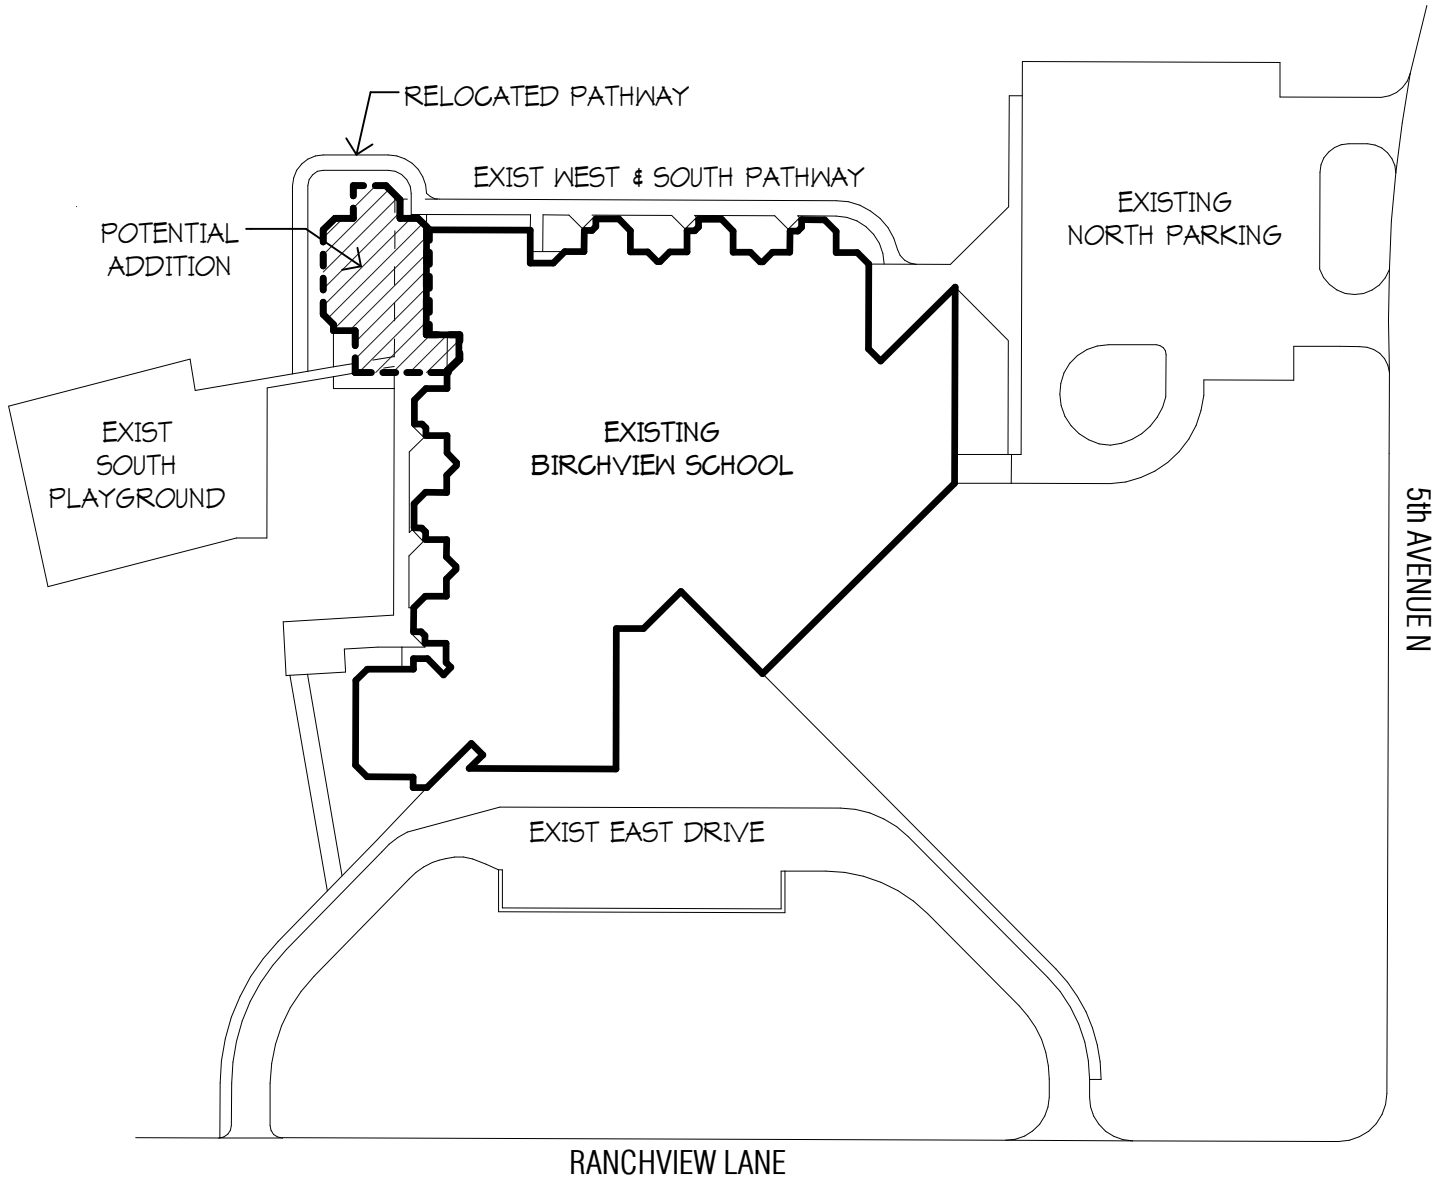 RELOCATED PATHWAY
EXIST WEST & SOUTH PATHWAY
EXISTING
NORTH PARKING
POTENTIAL
ADDITION
EXIST
SOUTH
PLAYGROUND
EXISTING
BIRCHVIEW SCHOOL
5th AVENUE N
EXIST EAST DRIVE
RANCHVIEW LANE